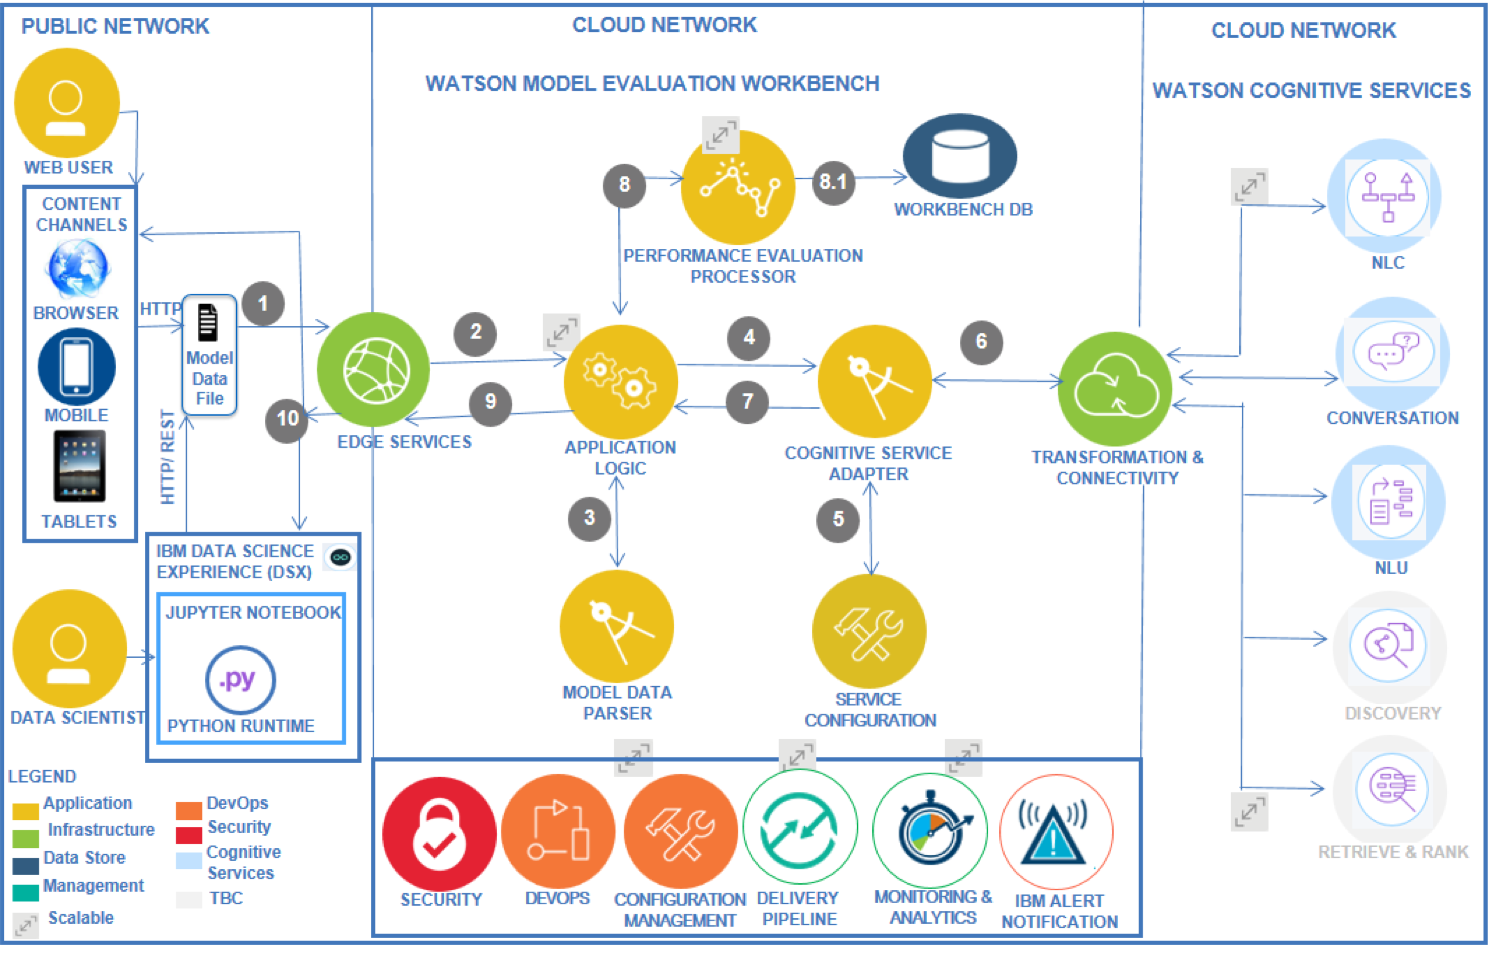 PUBLIC NETWORK
WEB USER
CONTENT
CHANNELS
BROWSER
MOBILE
TABLETS
HTTP
Model
Data
File
HTTP/ REST
1
10
IBM DATA SCIENCE
EXPERIENCE (DSX)
JUPYTER NOTEBOOK
.py
PYTHON RUNTIME
DATA SCIENTIST
LEGEND
Application
Infrastructure
Data Store
Management
Scalable
DevOps
Security
Cognitive
Services
TBC
CLOUD NETWORK
WATSON MODEL EVALUATION WORKBENCH
8
8.1
WORKBENCH DB
PERFORMANCE EVALUATION
PROCESSOR
2
4
6
9
7
EDGE SERVICES
APPLICATION
LOGIC
COGNITIVE SERVICE
ADAPTER
TRANSFORMATION &
CONNECTIVITY
3
5
MODEL DATA
PARSER
SERVICE
CONFIGURATION
SECURITY
DEVOPS
CONFIGURATION
MANAGEMENT
DELIVERY
PIPELINE
MONITORING &
ANALYTICS
IBM ALERT
NOTIFICATION
CLOUD NETWORK
WATSON COGNITIVE SERVICES
NLC
?
CONVERSATION
NLU
DISCOVERY
RETRIEVE & RANK